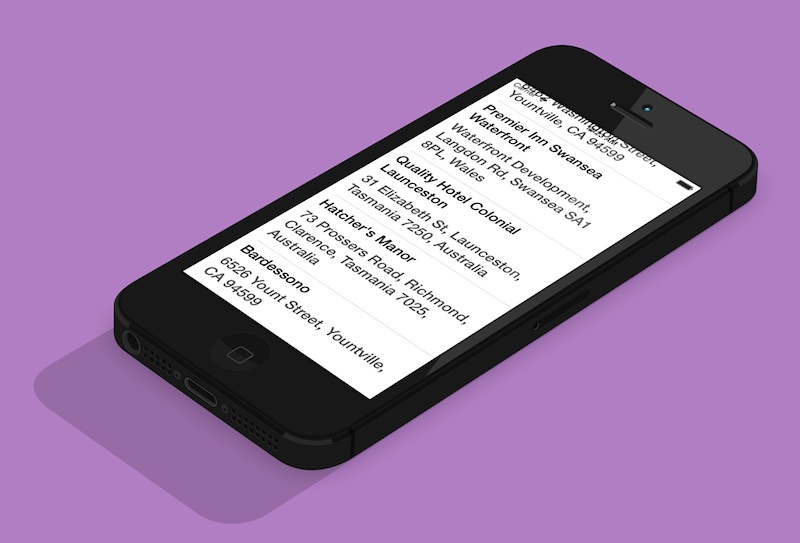 Carrier
Washington Street,
Yountville, CA 94599
Premier Inn Swansea
Waterfront
Waterfront Development,
Langdon Rd, Swansea SA1
8PL, Wales
Quality Hotel Colonial
Launceston
31 Elizabeth St, Launceston,
Tasmania 7250, Australia
Hatcher's Manor
73 Prossers Road, Richmond,
Clarence, Tasmania 7025,
Australia
Bardessono
6526 Yount Street, Yountville,
CA 94599